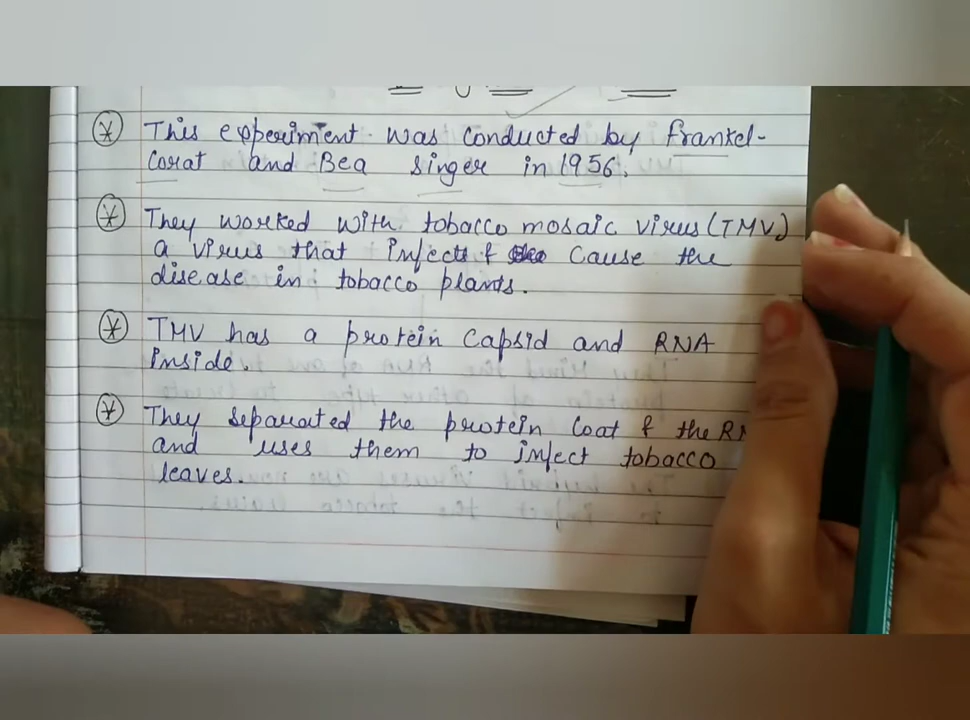 This experiment was conducted by frankel-
Corat and Bea Singer in 1956.
They worked with tobacco mosaic virus (TMV)
a virus that infects & Cause the
disease in tobacco plants.
TMV has a protein Capsid and RNA
inside.
They separated the protein Coat & the RN
and uses them to infect tobacco
leaves.